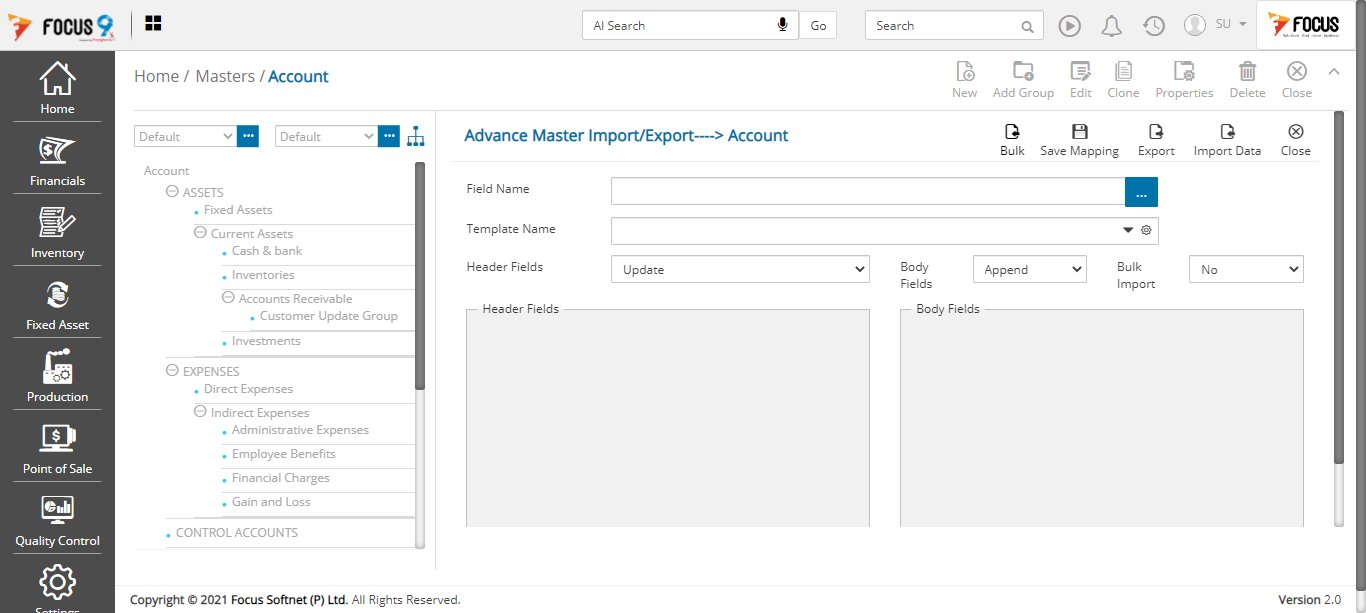 FOCUS 9
AI Search
Go
Search
SU
FOCUS
Home
Financials
Inventory
Fixed Asset
Production
Point of Sale
Quality Control
Settings
Home / Masters / Account
New
Add Group
Edit
Clone
Properties
Delete
Close
Default
...
Default
...
Account
ASSETS
Fixed Assets
Current Assets
Cash & bank
Inventories
Accounts Receivable
Customer Update Group
Investments
EXPENSES
Direct Expenses
Indirect Expenses
Administrative Expenses
Employee Benefits
Financial Charges
Gain and Loss
CONTROL ACCOUNTS
Advance Master Import/Export----> Account
Bulk
Save Mapping
Export
Import Data
Close
Field Name
...
Template Name
Header Fields
Update
Body
Fields
Append
Bulk
Import
No
Header Fields
Body Fields
Copyright © 2021 Focus Softnet (P) Ltd. All Rights Reserved.
Version 2.0